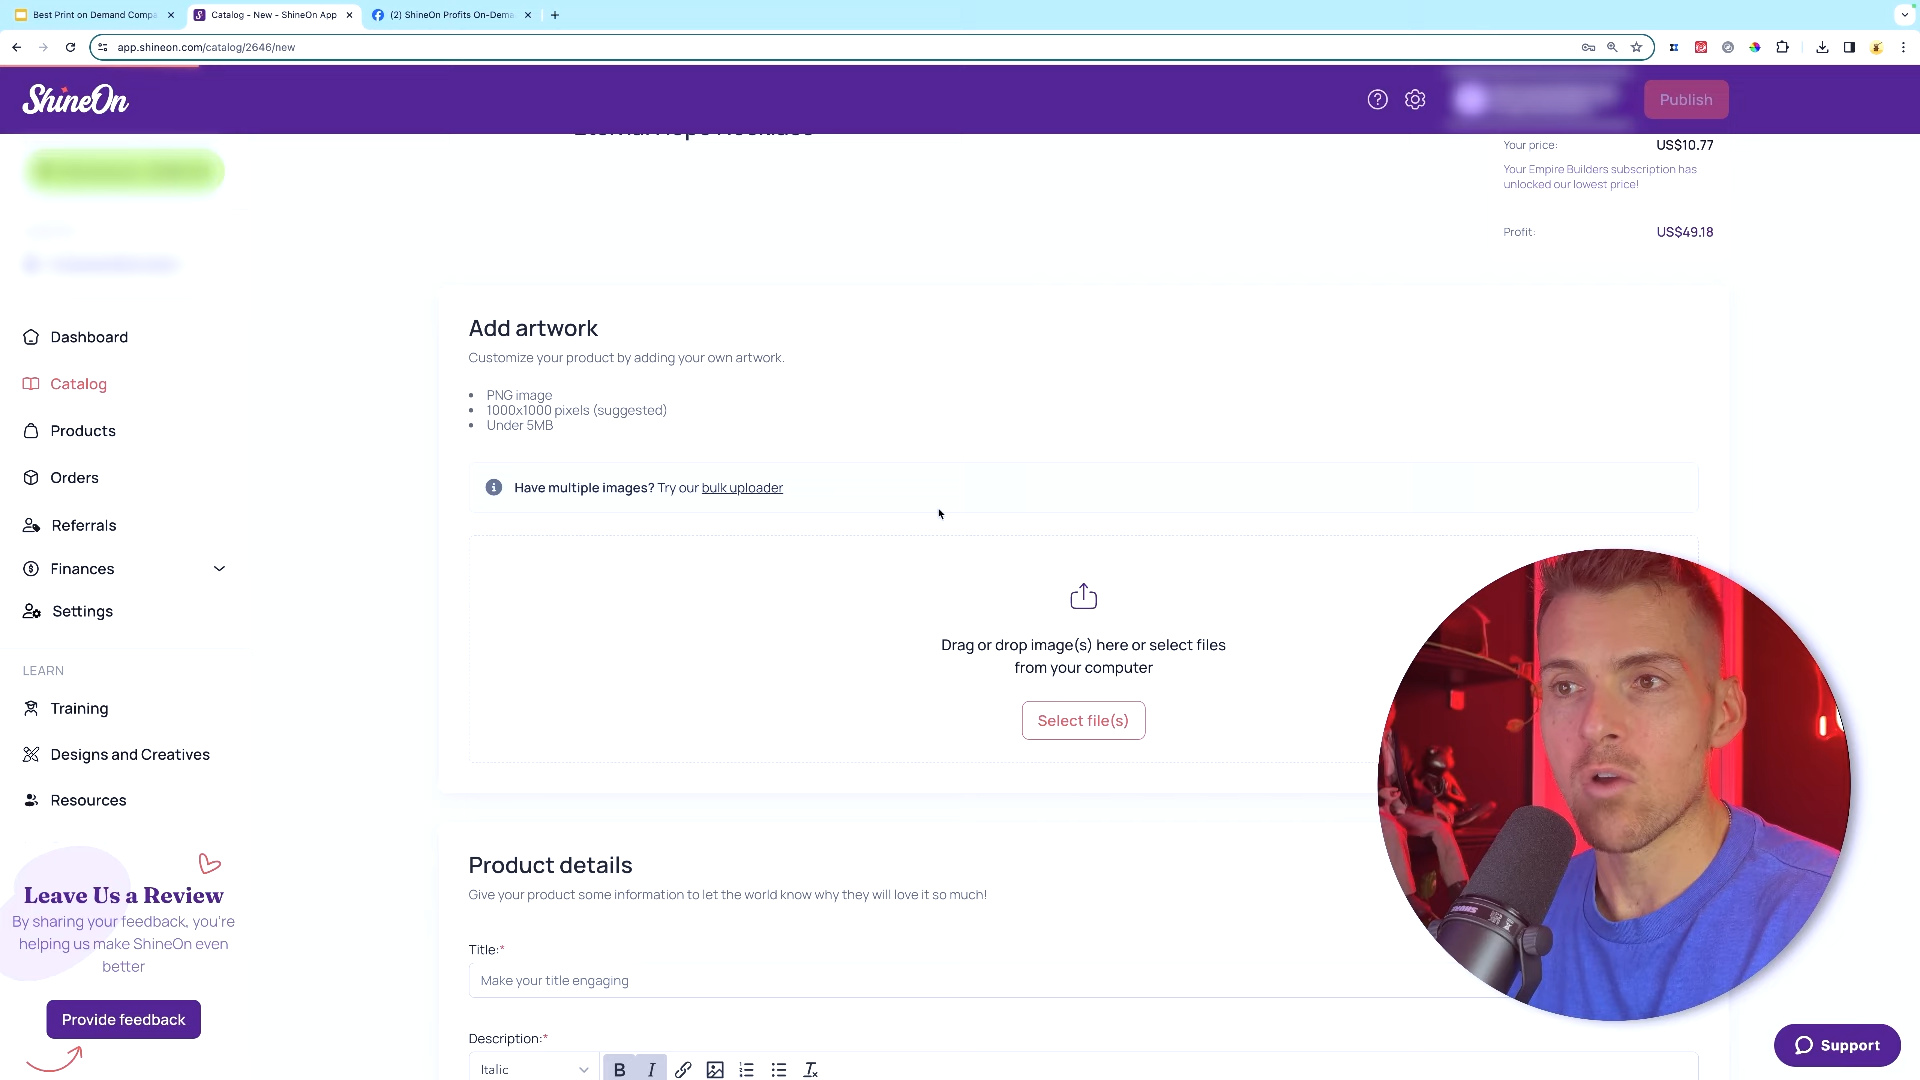 Best Print on Demand Compa
Catalog - New - ShineOn App
(2) ShineOn Profits On-Dema
app.shineon.com/catalog/2646/new
ShineOn
Publish
Your price:
US$10.77
Your Empire Builders subscription has
unlocked our lowest price!
Profit:
US$49.18
Dashboard
Catalog
Products
Orders
Referrals
Finances
Settings
LEARN
Training
Designs and Creatives
Resources
Leave Us a Review
By sharing your feedback, you're
helping us make ShineOn even
better
Provide feedback
Add artwork
Customize your product by adding your own artwork.
• PNG image
• 1000x1000 pixels (suggested)
• Under 5MB
Have multiple images? Try our bulk uploader
Drag or drop image(s) here or select files
from your computer
Select file(s)
Product details
Give your product some information to let the world know why they will love it so much!
Title:*
Make your title engaging
Description:*
Italic
B I
Support